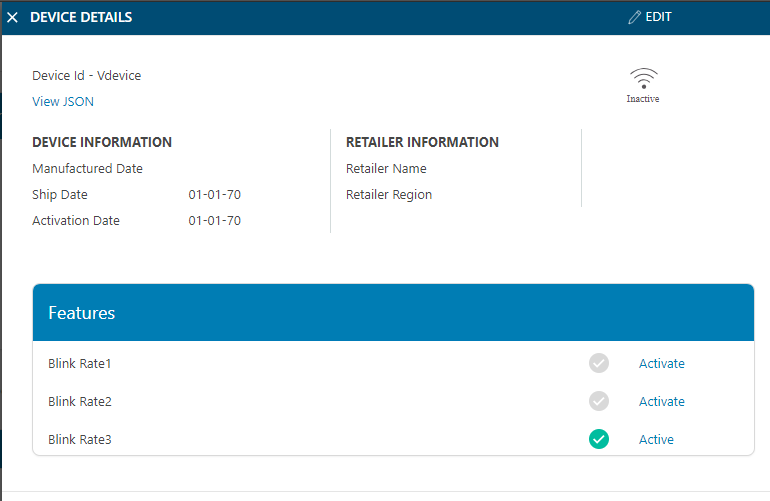 DEVICE DETAILS
EDIT
Device Id - Vdevice
View JSON
Inactive
DEVICE INFORMATION
Manufactured Date
Ship Date 01-01-70
Activation Date 01-01-70
RETAILER INFORMATION
Retailer Name
Retailer Region
Features
Blink Rate1 Activate
Blink Rate2 Activate
Blink Rate3 Active